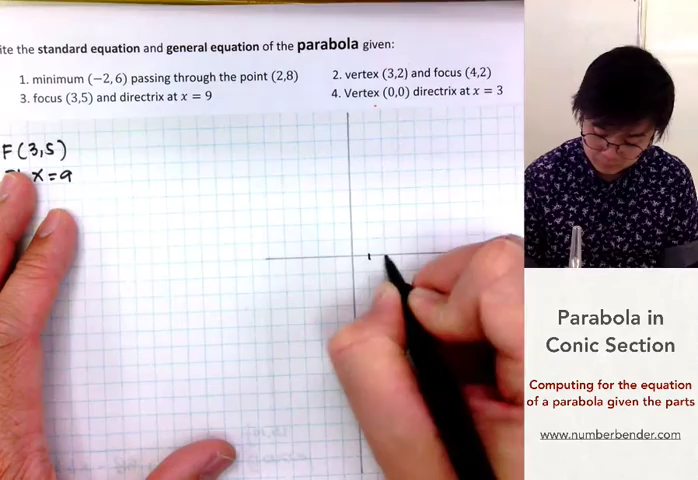 ite the standard equation and general equation of the parabola given:
1. minimum (−2, 6) passing through the point (2,8)
2. vertex (3,2) and focus (4,2)
3. focus (3,5) and directrix at x = 9
4. Vertex (0,0) directrix at x = 3
F (3,5)
x = 9
Parabola in
Conic Section
Computing for the equation
of a parabola given the parts
www.numberbender.com